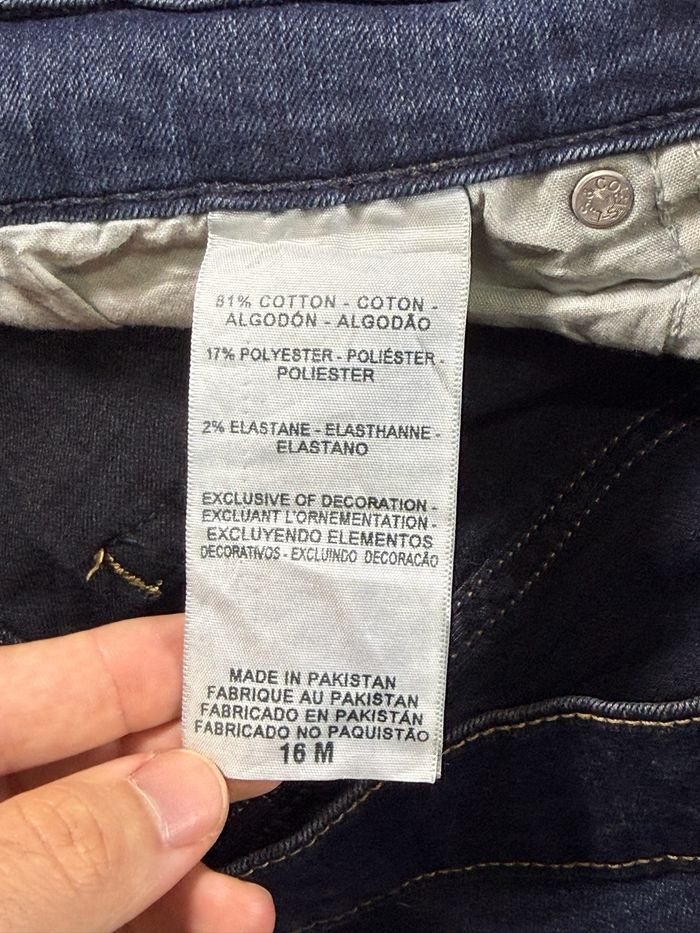 81% COTTON - COTON -
ALGODÓN - ALGODÃO
17% POLYESTER - POLIÉSTER -
POLIESTER
2% ELASTANE - ELASTHANNE -
ELASTANO
EXCLUSIVE OF DECORATION -
EXCLUANT L'ORNEMENTATION -
EXCLUYENDO ELEMENTOS
DECORATIVOS - EXCLUINDO DECORACÃO
MADE IN PAKISTAN
FABRIQUE AU PAKISTAN
FABRICADO EN PAKISTÁN
FABRICADO NO PAQUISTÃO
16 M